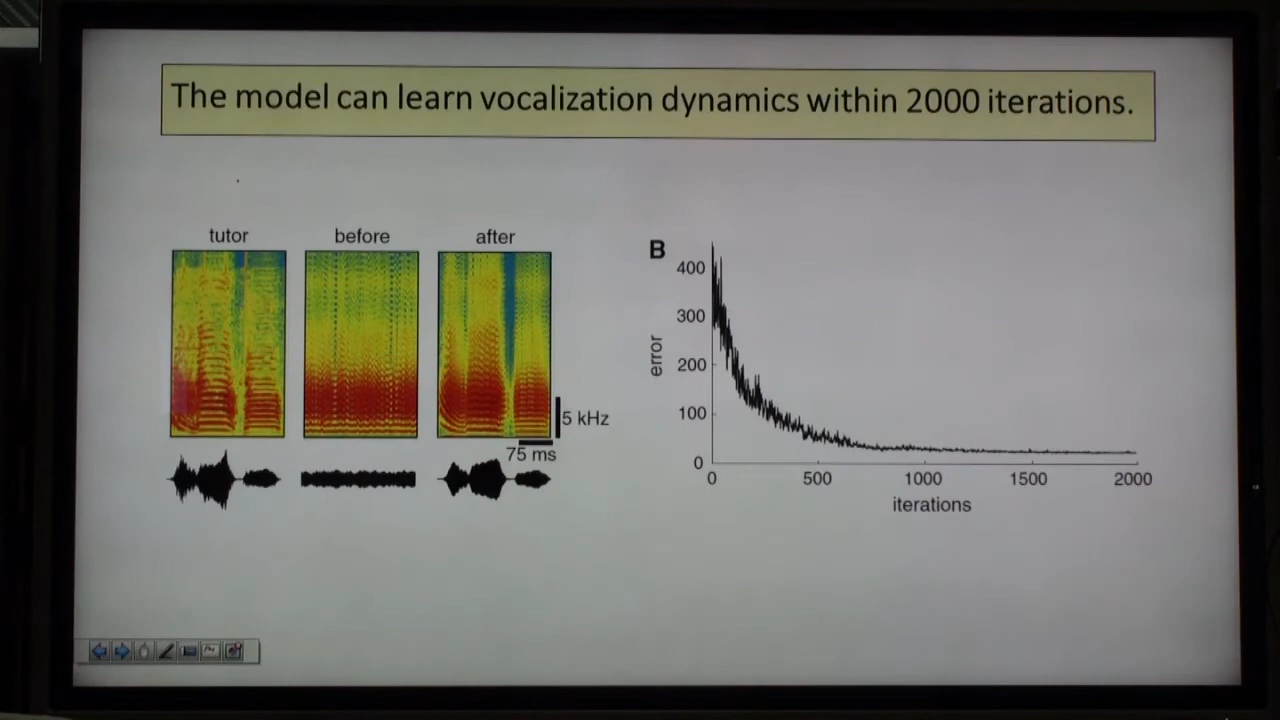 The model can learn vocalization dynamics within 2000 iterations.
tutor before after
5 kHz
75 ms
B
error
400
300
200
100
0
0 500 1000 1500 2000
iterations